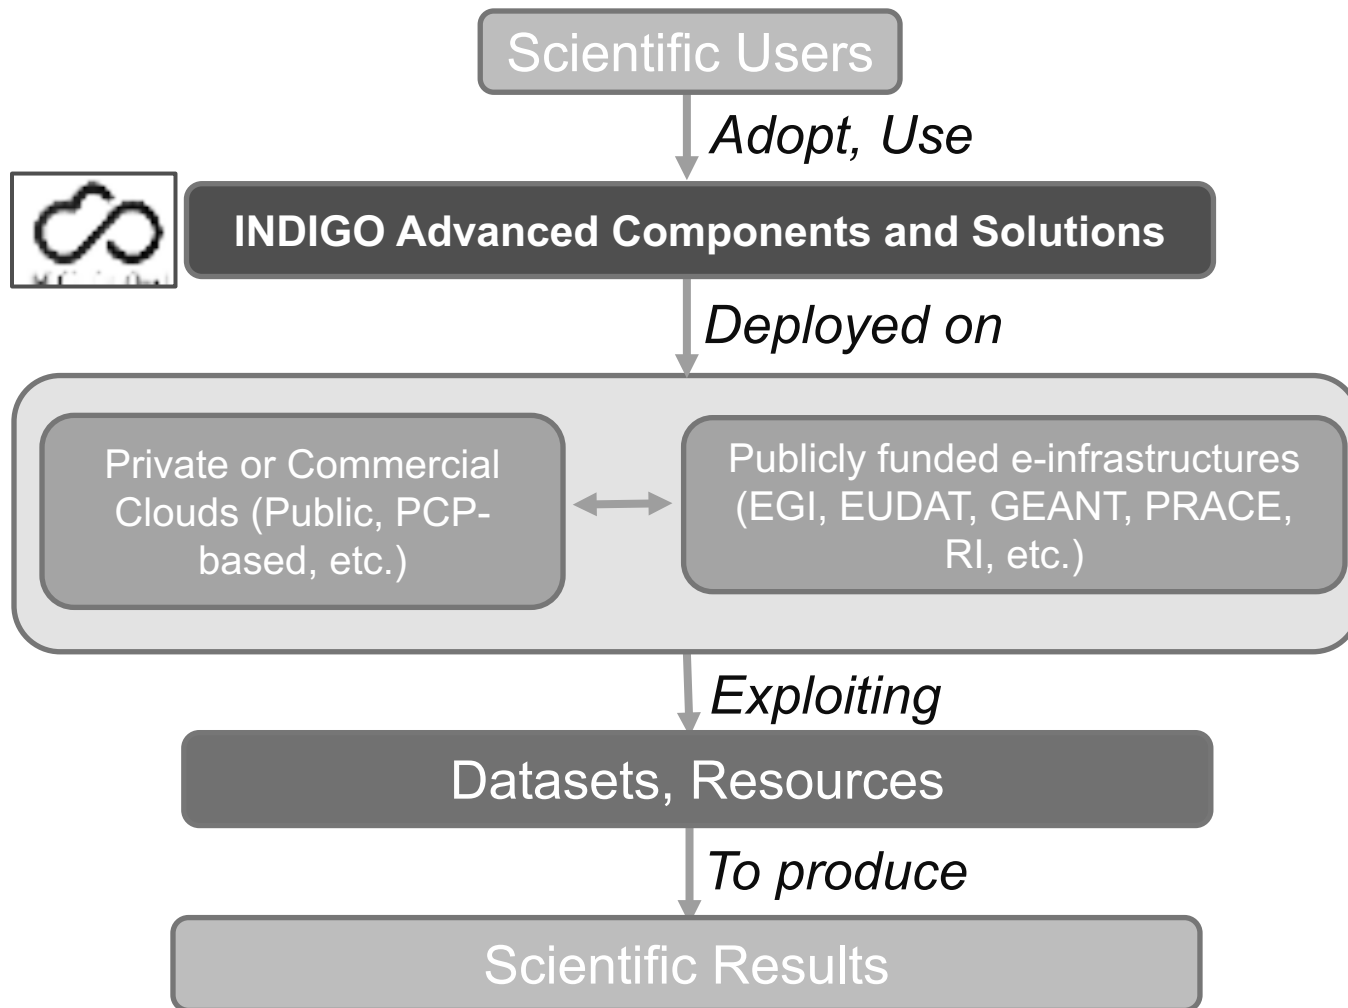 Scientific Users
Adopt, Use
INDIGO Advanced Components and Solutions
Deployed on
Private or Commercial
Clouds (Public, PCP-
based, etc.)
Publicly funded e-infrastructures
(EGI, EUDAT, GEANT, PRACE,
RI, etc.)
Exploiting
Datasets, Resources
To produce
Scientific Results